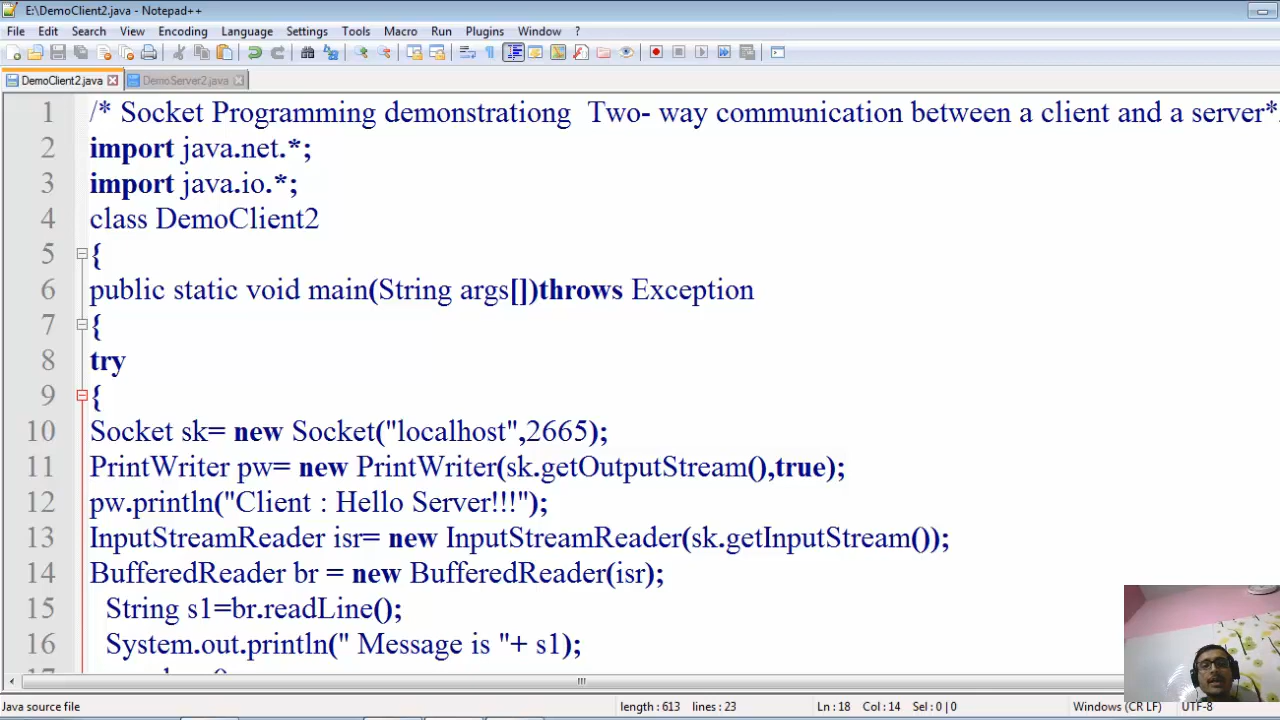 E:\DemoClient2.java - Notepad++
File Edit Search View Encoding Language Settings Tools Macro Run Plugins Window ?
DemoClient2.java DemoServer2.java
1 /* Socket Programming demonstrationg Two- way communication between a client and a server*
2 import java.net.*;
3 import java.io.*;
4 class DemoClient2
5 {
6 public static void main(String args[])throws Exception
7 {
8 try
9 {
10 Socket sk= new Socket("localhost",2665);
11 PrintWriter pw= new PrintWriter(sk.getOutputStream(),true);
12 pw.println("Client : Hello Server!!!");
13 InputStreamReader isr= new InputStreamReader(sk.getInputStream());
14 BufferedReader br = new BufferedReader(isr);
15 String s1=br.readLine();
16 System.out.println(" Message is "+ s1);
Java source file length : 613 lines : 23 Ln : 18 Col : 14 Sel : 0 | 0 Windows (CR LF) UTF-8